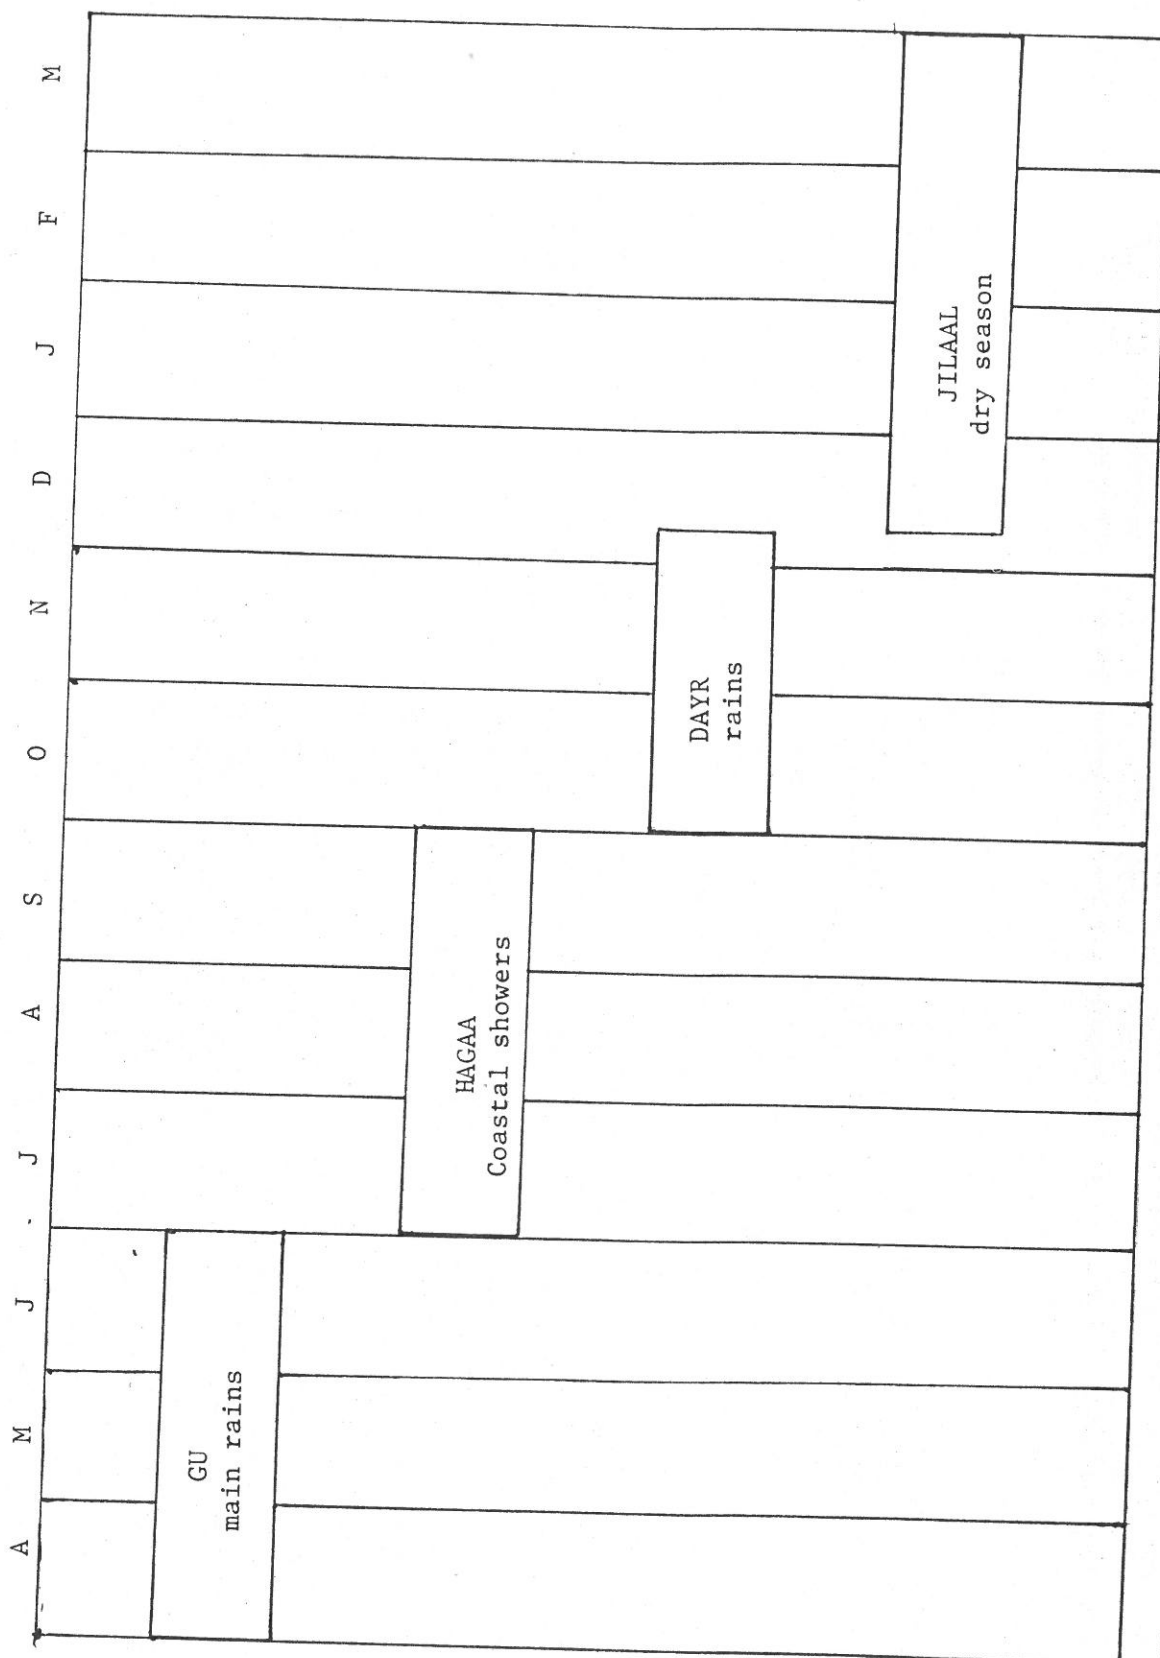 A M J J A S O N D J F M
GU
main rains
HAGAA
Coastal showers
DAYR
rains
JILAAL
dry season